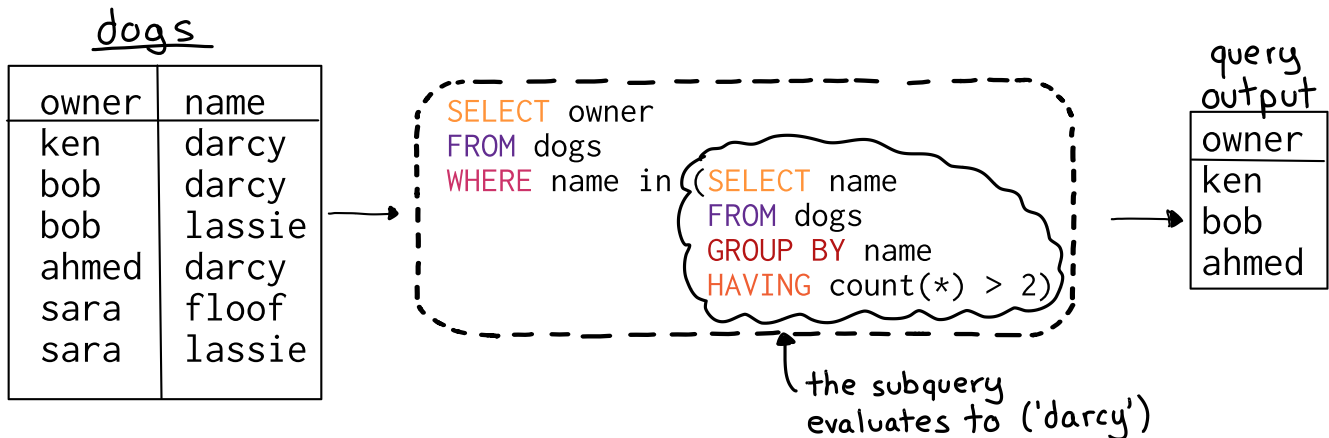 dogs
owner name
ken darcy
bob darcy
bob lassie
ahmed darcy
sara floof
sara lassie
SELECT owner
FROM dogs
WHERE name in (SELECT name
FROM dogs
GROUP BY name
HAVING count(*) > 2)
the subquery
evaluates to ('darcy')
query
output
owner
ken
bob
ahmed